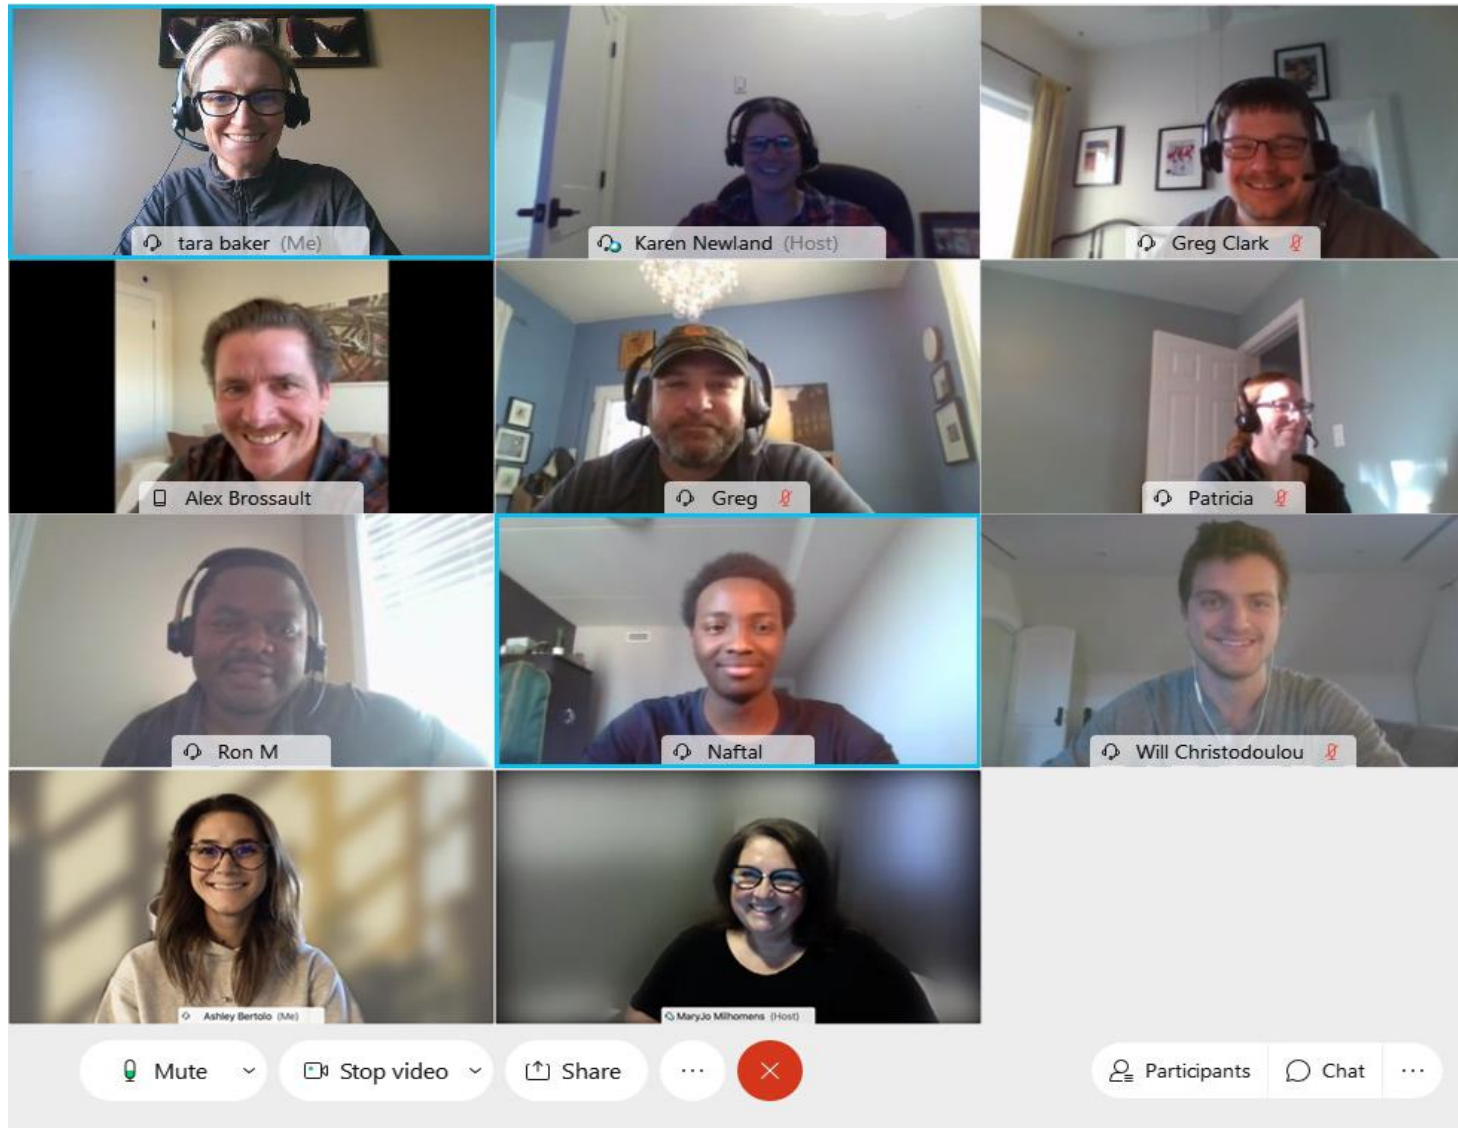 tara baker (Me)
Karen Newland (Host)
Greg Clark
Alex Brossault
Greg
Patricia
Ron M
Naftal
Will Christodoulou
Ashley Bertolo (Me)
MaryJo Milhomens (Host)
Mute
Stop video
Share
Participants
Chat